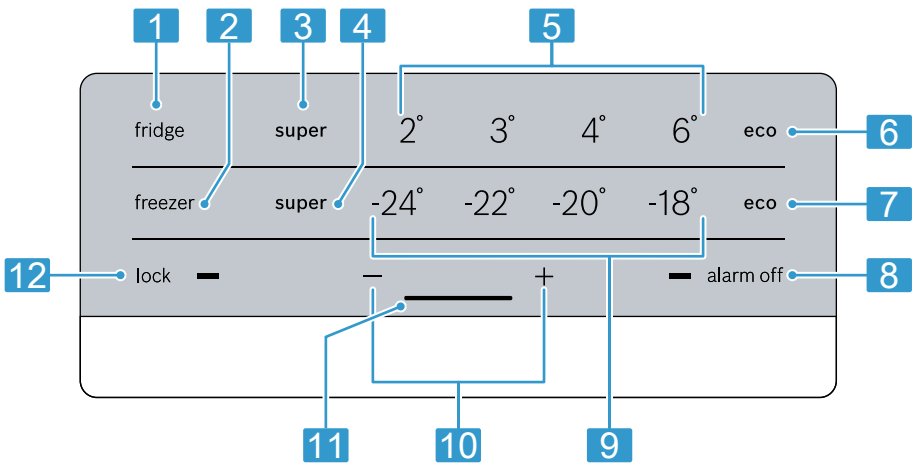 1 2 3 4 5
fridge super 2° 3° 4° 6° eco 6
freezer super -24° -22° -20° -18° eco 7
12 lock − + alarm off 8
11 10 9